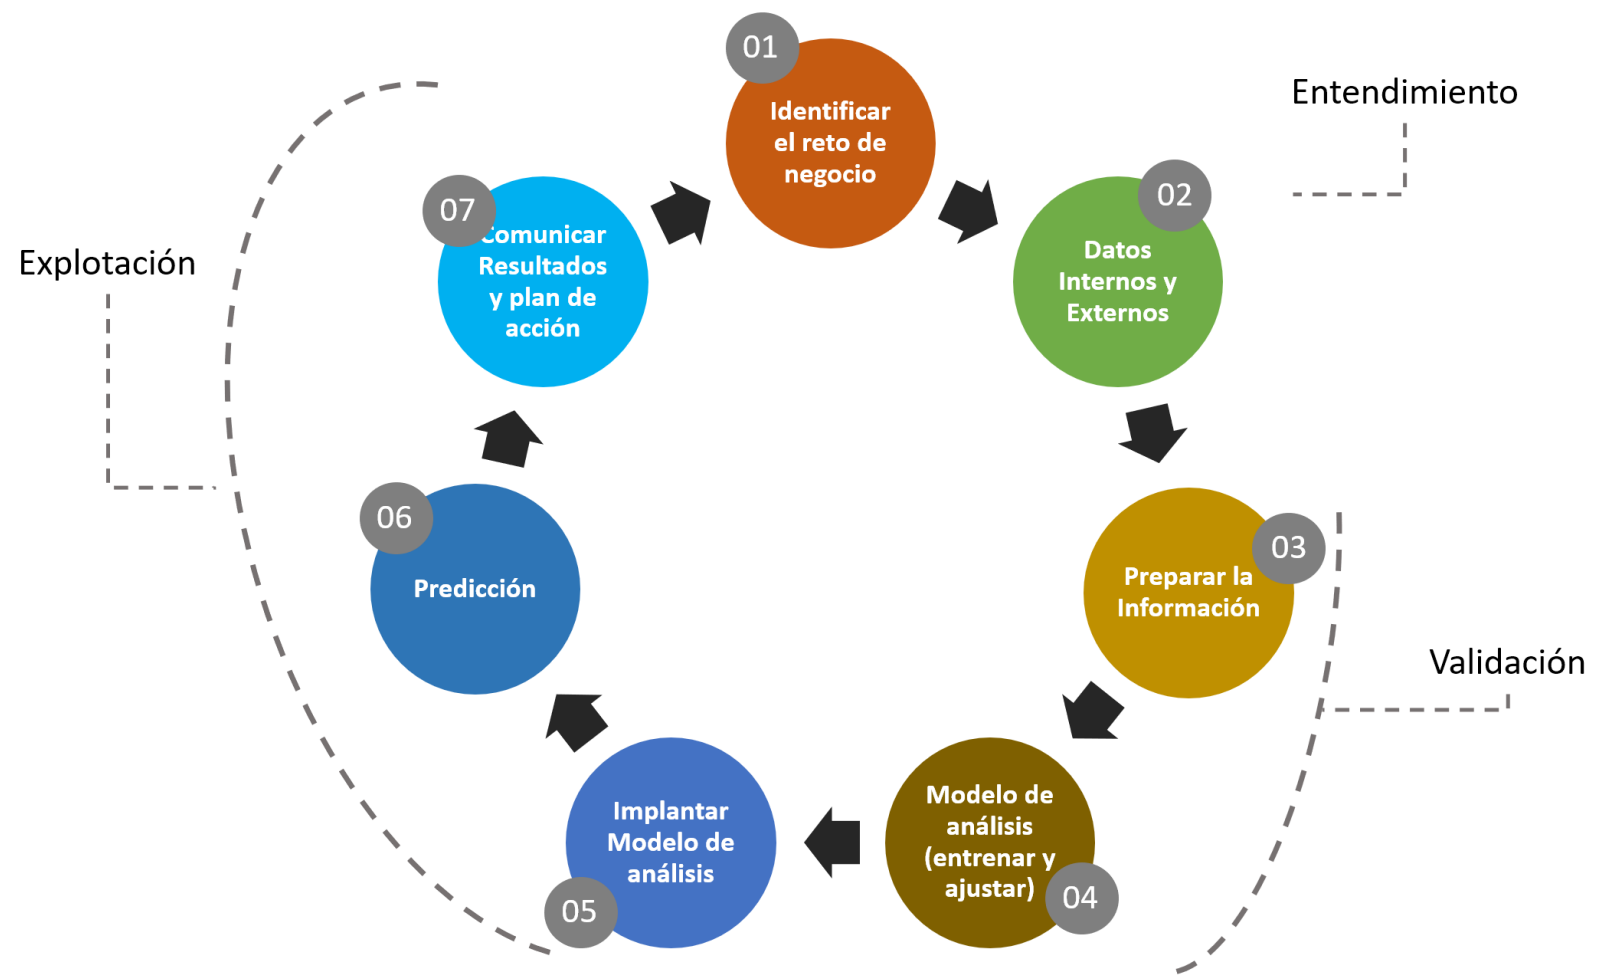 01
Identificar
el reto de
negocio
Entendimiento
02
Datos
Internos y
Externos
03
Preparar la
Información
Validación
04
Modelo de
análisis
(entrenar y
ajustar)
05
Implantar
Modelo de
análisis
06
Predicción
07
Comunicar
Resultados
y plan de
acción
Explotación